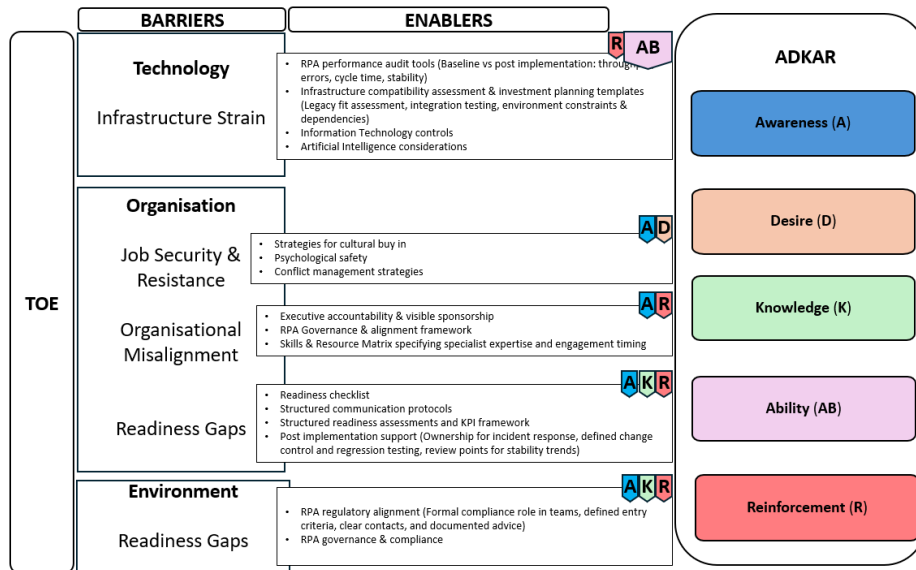 BARRIERS
ENABLERS
TOE
Technology
Infrastructure Strain
R
AB
• RPA performance audit tools (Baseline vs post implementation:
errors, cycle time, stability)
• Infrastructure compatibility assessment & investment planning templates
(Legacy fit assessment, integration testing, environment constraints &
dependencies)
• Information Technology controls
• Artificial Intelligence considerations
Organisation
Job Security &
Resistance
A
D
• Strategies for cultural buy in
• Psychological safety
• Conflict management strategies
Organisational
Misalignment
A
R
• Executive accountability & visible sponsorship
• RPA Governance & alignment framework
• Skills & Resource Matrix specifying specialist expertise and engagement timing
Readiness Gaps
A
K
R
• Readiness checklist
• Structured communication protocols
• Structured readiness assessments and KPI framework
• Post implementation support (Ownership for incident response, defined change
control and regression testing, review points for stability trends)
Environment
Readiness Gaps
A
K
R
• RPA regulatory alignment (Formal compliance role in teams, defined entry
criteria, clear contacts, and documented advice)
• RPA governance & compliance
ADKAR
Awareness (A)
Desire (D)
Knowledge (K)
Ability (AB)
Reinforcement (R)